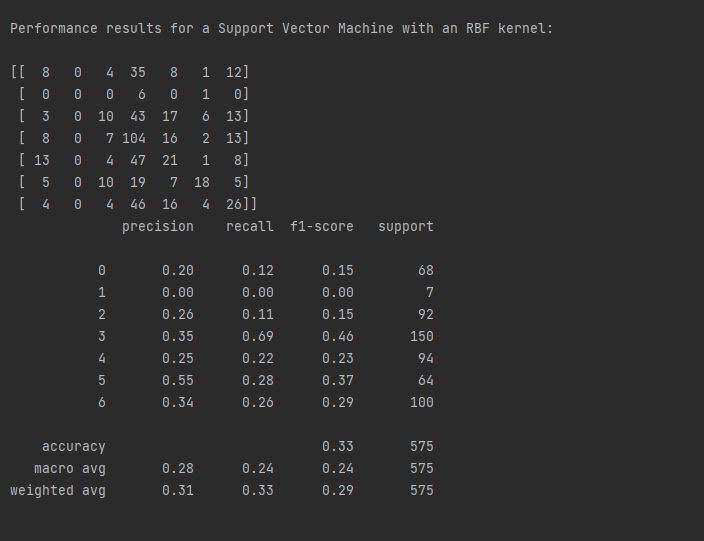 Performance results for a Support Vector Machine with an RBF kernel:
[[  8   0   4  35   8   1  12]
 [  0   0   0   6   0   1   0]
 [  3   0  10  43  17   6  13]
 [  8   0   7 104  16   2  13]
 [ 13   0   4  47  21   1   8]
 [  5   0  10  19   7  18   5]
 [  4   0   4  46  16   4  26]]
              precision    recall  f1-score   support
           0       0.20      0.12      0.15        68
           1       0.00      0.00      0.00         7
           2       0.26      0.11      0.15        92
           3       0.35      0.69      0.46       150
           4       0.25      0.22      0.23        94
           5       0.55      0.28      0.37        64
           6       0.34      0.26      0.29       100
    accuracy                           0.33       575
   macro avg       0.28      0.24      0.24       575
weighted avg       0.31      0.33      0.29       575